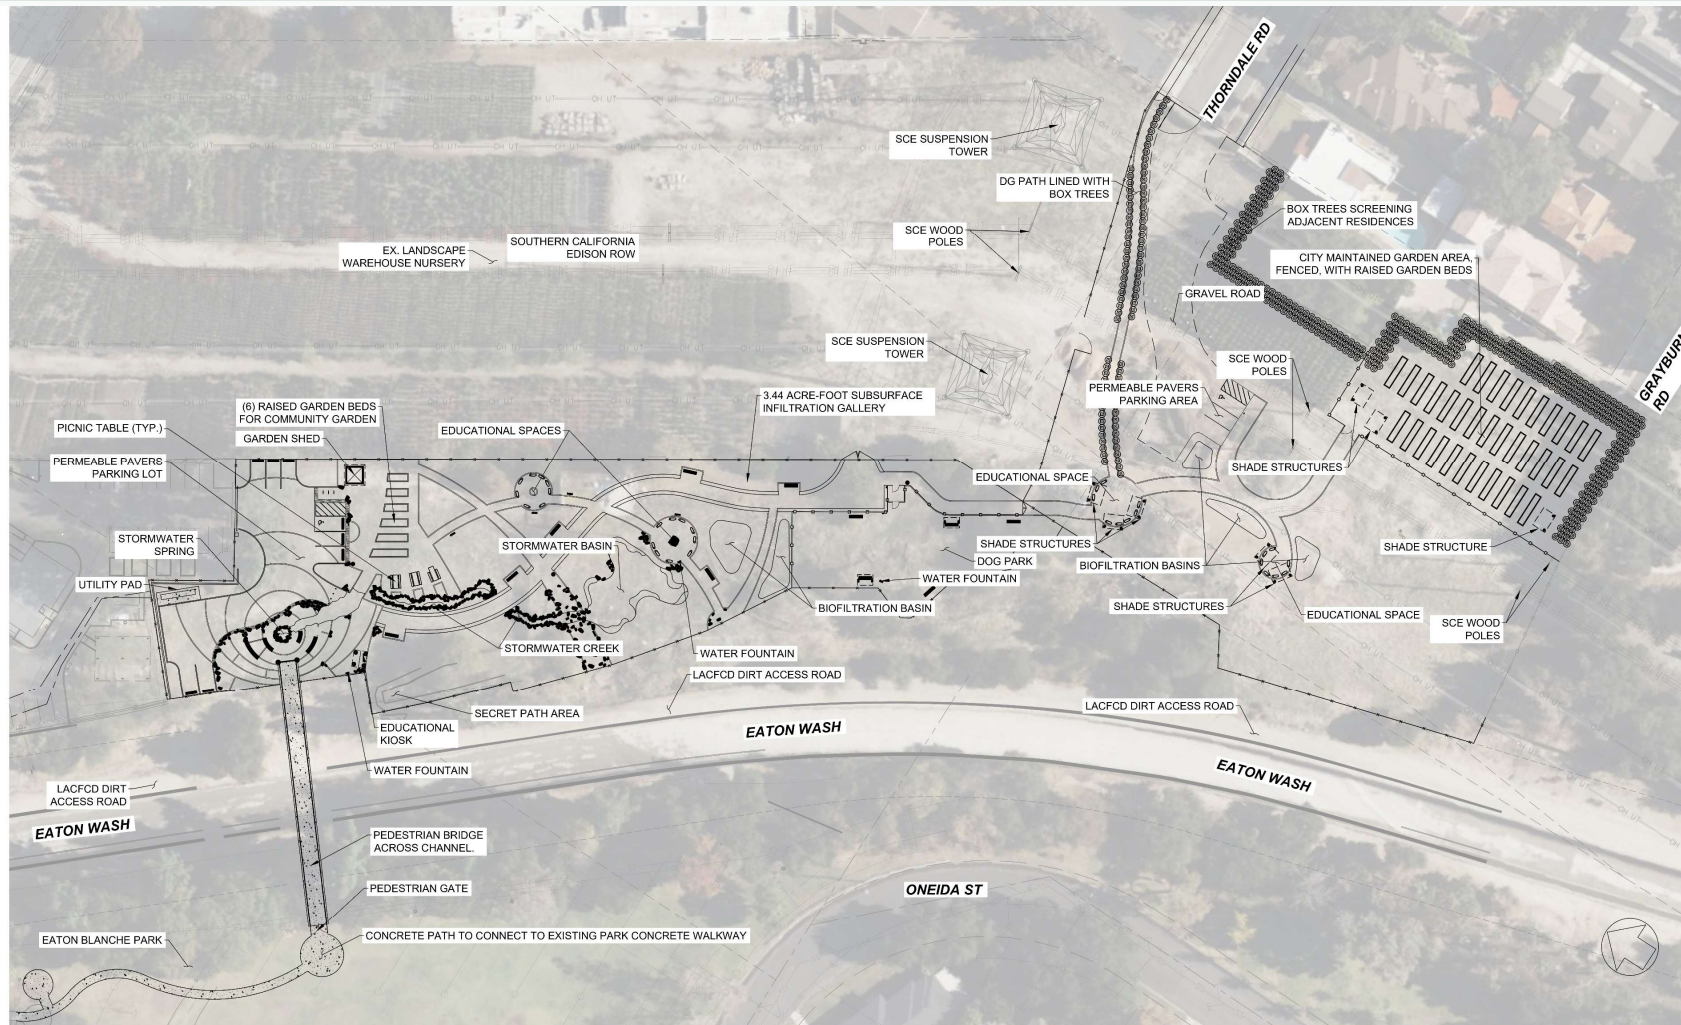 THORNDALE RD
SCE SUSPENSION
TOWER
DG PATH LINED WITH
BOX TREES
BOX TREES SCREENING
ADJACENT RESIDENCES
SCE WOOD
POLES
SOUTHERN CALIFORNIA
EDISON ROW
EX. LANDSCAPE
WAREHOUSE NURSERY
CITY MAINTAINED GARDEN AREA,
FENCED, WITH RAISED GARDEN BEDS
GRAVEL ROAD
SCE SUSPENSION
TOWER
SCE WOOD
POLES
GRAYBURN
RD
PERMEABLE PAVERS
PARKING AREA
3.44 ACRE-FOOT SUBSURFACE
INFILTRATION GALLERY
(6) RAISED GARDEN BEDS
FOR COMMUNITY GARDEN
PICNIC TABLE (TYP.)
GARDEN SHED
EDUCATIONAL SPACES
PERMEABLE PAVERS
PARKING LOT
SHADE STRUCTURES
EDUCATIONAL SPACE
STORMWATER
SPRING
STORMWATER BASIN
SHADE STRUCTURES
SHADE STRUCTURE
DOG PARK
BIOFILTRATION BASINS
UTILITY PAD
WATER FOUNTAIN
BIOFILTRATION BASIN
SHADE STRUCTURES
EDUCATIONAL SPACE
SCE WOOD
POLES
STORMWATER CREEK
WATER FOUNTAIN
LACFCD DIRT ACCESS ROAD
SECRET PATH AREA
LACFCD DIRT ACCESS ROAD
EDUCATIONAL
KIOSK
EATON WASH
WATER FOUNTAIN
EATON WASH
LACFCD DIRT
ACCESS ROAD
EATON WASH
PEDESTRIAN BRIDGE
ACROSS CHANNEL.
PEDESTRIAN GATE
ONEIDA ST
EATON BLANCHE PARK
CONCRETE PATH TO CONNECT TO EXISTING PARK CONCRETE WALKWAY